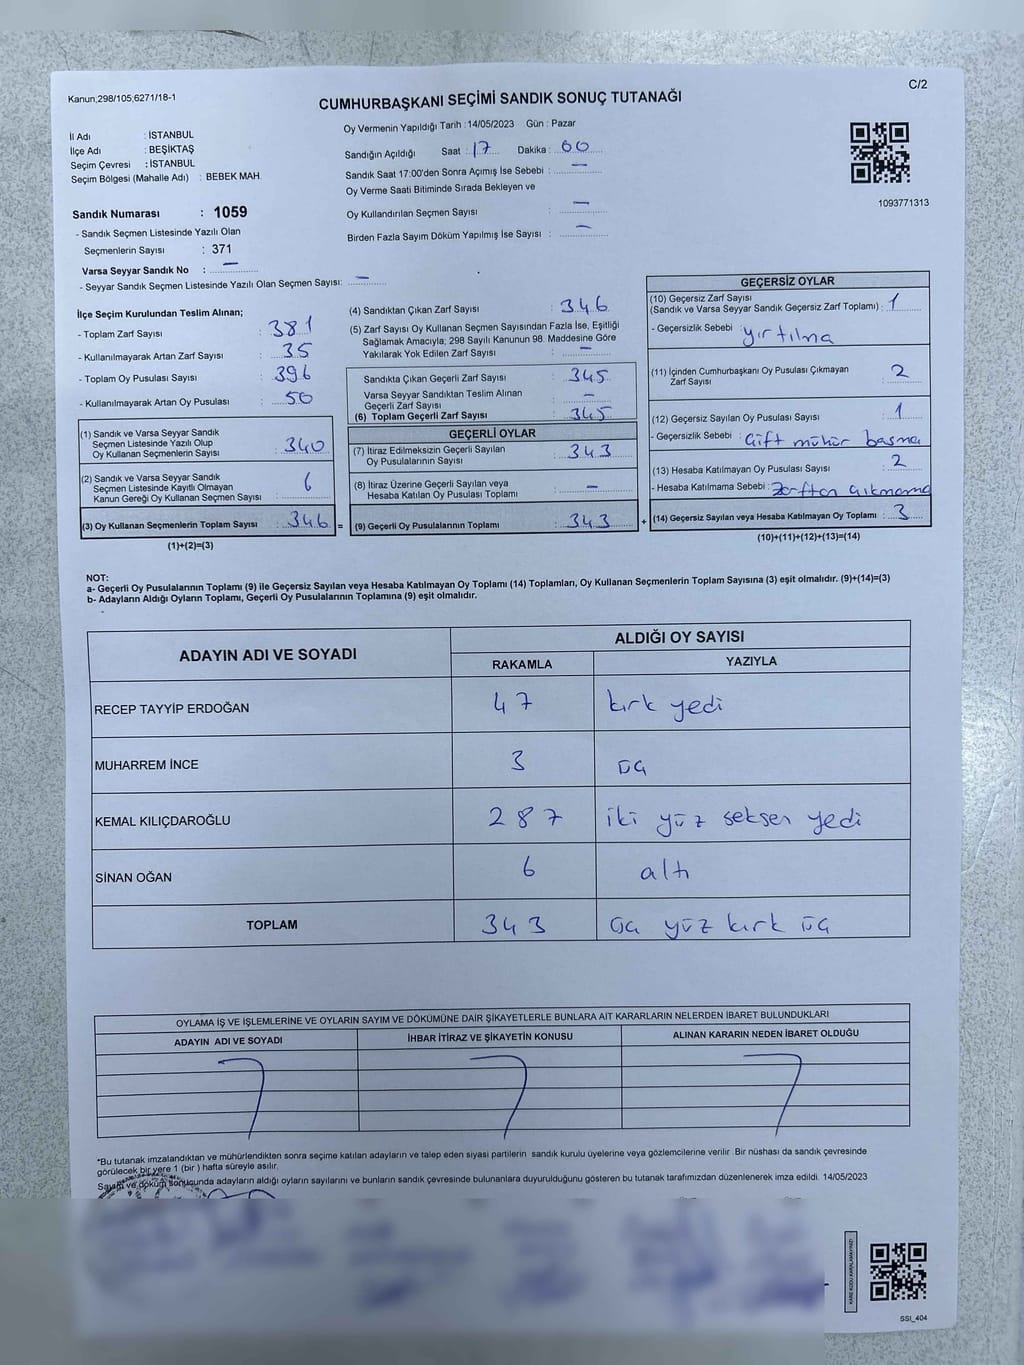 Kanun;298/105;6271/18-1
C/2
CUMHURBAŞKANI SEÇİMİ SANDIK SONUÇ TUTANAĞI
İl Adı : İSTANBUL
İlçe Adı : BEŞİKTAŞ
Seçim Çevresi : İSTANBUL
Seçim Bölgesi (Mahalle Adı) : BEBEK MAH.
Oy Vermenin Yapıldığı Tarih :14/05/2023 Gün : Pazar
Sandığın Açıldığı Saat : 17 Dakika : 00
Sandık Saat 17:00'den Sonra Açımış İse Sebebi : —
Oy Verme Saati Bitiminde Sırada Bekleyen ve
Oy Kullandırılan Seçmen Sayısı : —
Birden Fazla Sayım Döküm Yapılmış İse Sayısı : —
1093771313
Sandık Numarası : 1059
- Sandık Seçmen Listesinde Yazılı Olan
Seçmenlerin Sayısı : 371
Varsa Seyyar Sandık No : —
- Seyyar Sandık Seçmen Listesinde Yazılı Olan Seçmen Sayısı: —
İlçe Seçim Kurulundan Teslim Alınan;
- Toplam Zarf Sayısı : 381
- Kullanılmayarak Artan Zarf Sayısı : 35
- Toplam Oy Pusulası Sayısı : 396
- Kullanılmayarak Artan Oy Pusulası : 50
(1) Sandık ve Varsa Seyyar Sandık
Seçmen Listesinde Yazılı Olup
Oy Kullanan Seçmenlerin Sayısı : 340
(2) Sandık ve Varsa Seyyar Sandık
Seçmen Listesinde Kayıtlı Olmayan
Kanun Gereği Oy Kullanan Seçmen Sayısı : 6
(3) Oy Kullanan Seçmenlerin Toplam Sayısı : 346 =
(1)+(2)=(3)
(4) Sandıktan Çıkan Zarf Sayısı : 346
(5) Zarf Sayısı Oy Kullanan Seçmen Sayısından Fazla İse, Eşitliği
Sağlamak Amacıyla; 298 Sayılı Kanunun 98. Maddesine Göre
Yakılarak Yok Edilen Zarf Sayısı : —
Sandıkta Çıkan Geçerli Zarf Sayısı : 345
Varsa Seyyar Sandıktan Teslim Alınan
Geçerli Zarf Sayısı : —
(6) Toplam Geçerli Zarf Sayısı : 345
GEÇERLİ OYLAR
(7) İtiraz Edilmeksizin Geçerli Sayılan
Oy Pusulalarının Sayısı : 343
(8) İtiraz Üzerine Geçerli Sayılan veya
Hesaba Katılan Oy Pusulaları Toplamı : —
(9) Geçerli Oy Pusulalarının Toplamı : 343 +
GEÇERSİZ OYLAR
(10) Geçersiz Zarf Sayısı
(Sandık ve Varsa Seyyar Sandık Geçersiz Zarf Toplamı) : 1
- Geçersizlik Sebebi : yırtılma
(11) İçinden Cumhurbaşkanı Oy Pusulası Çıkmayan
Zarf Sayısı : 2
(12) Geçersiz Sayılan Oy Pusulası Sayısı : 1
- Geçersizlik Sebebi : Çift mühür basma
(13) Hesaba Katılmayan Oy Pusulası Sayısı : 2
- Hesaba Katılmama Sebebi : Zarftan çıkmama
(14) Geçersiz Sayılan veya Hesaba Katılmayan Oy Toplamı : 3
(10)+(11)+(12)+(13)=(14)
NOT:
a- Geçerli Oy Pusulalarının Toplamı (9) ile Geçersiz Sayılan veya Hesaba Katılmayan Oy Toplamı (14) Toplamları, Oy Kullanan Seçmenlerin Toplam Sayısına (3) eşit olmalıdır. (9)+(14)=(3)
b- Adayların Aldığı Oyların Toplamı, Geçerli Oy Pusulalarının Toplamına (9) eşit olmalıdır.
ADAYIN ADI VE SOYADI
ALDIĞI OY SAYISI
RAKAMLA YAZIYLA
RECEP TAYYİP ERDOĞAN 47 kırk yedi
MUHARREM İNCE 3 üç
KEMAL KILIÇDAROĞLU 287 iki yüz seksen yedi
SİNAN OĞAN 6 altı
TOPLAM 343 üç yüz kırk üç
OYLAMA İŞ VE İŞLEMLERİNE VE OYLARIN SAYIM VE DÖKÜMÜNE DAİR ŞİKAYETLERLE BUNLARA AİT KARARLARIN NELERDEN İBARET BULUNDUKLARI
ADAYIN ADI VE SOYADI İHBAR İTİRAZ VE ŞİKAYETİN KONUSU ALINAN KARARIN NEDEN İBARET OLDUĞU
*Bu tutanak imzalandıktan ve mühürlendikten sonra seçime katılan adayların ve talep eden siyasi partilerin sandık kurulu üyelerine veya gözlemcilerine verilir .Bir nüshası da sandık çevresinde
görülecek bir yere 1 (bir ) hafta süreyle asılır.
Sayım ve döküm sonucunda adayların aldığı oyların sayılarını ve bunların sandık çevresinde bulunanlara duyurulduğunu gösteren bu tutanak tarafımızdan düzenlenerek imza edildi. 14/05/2023
SSI_404